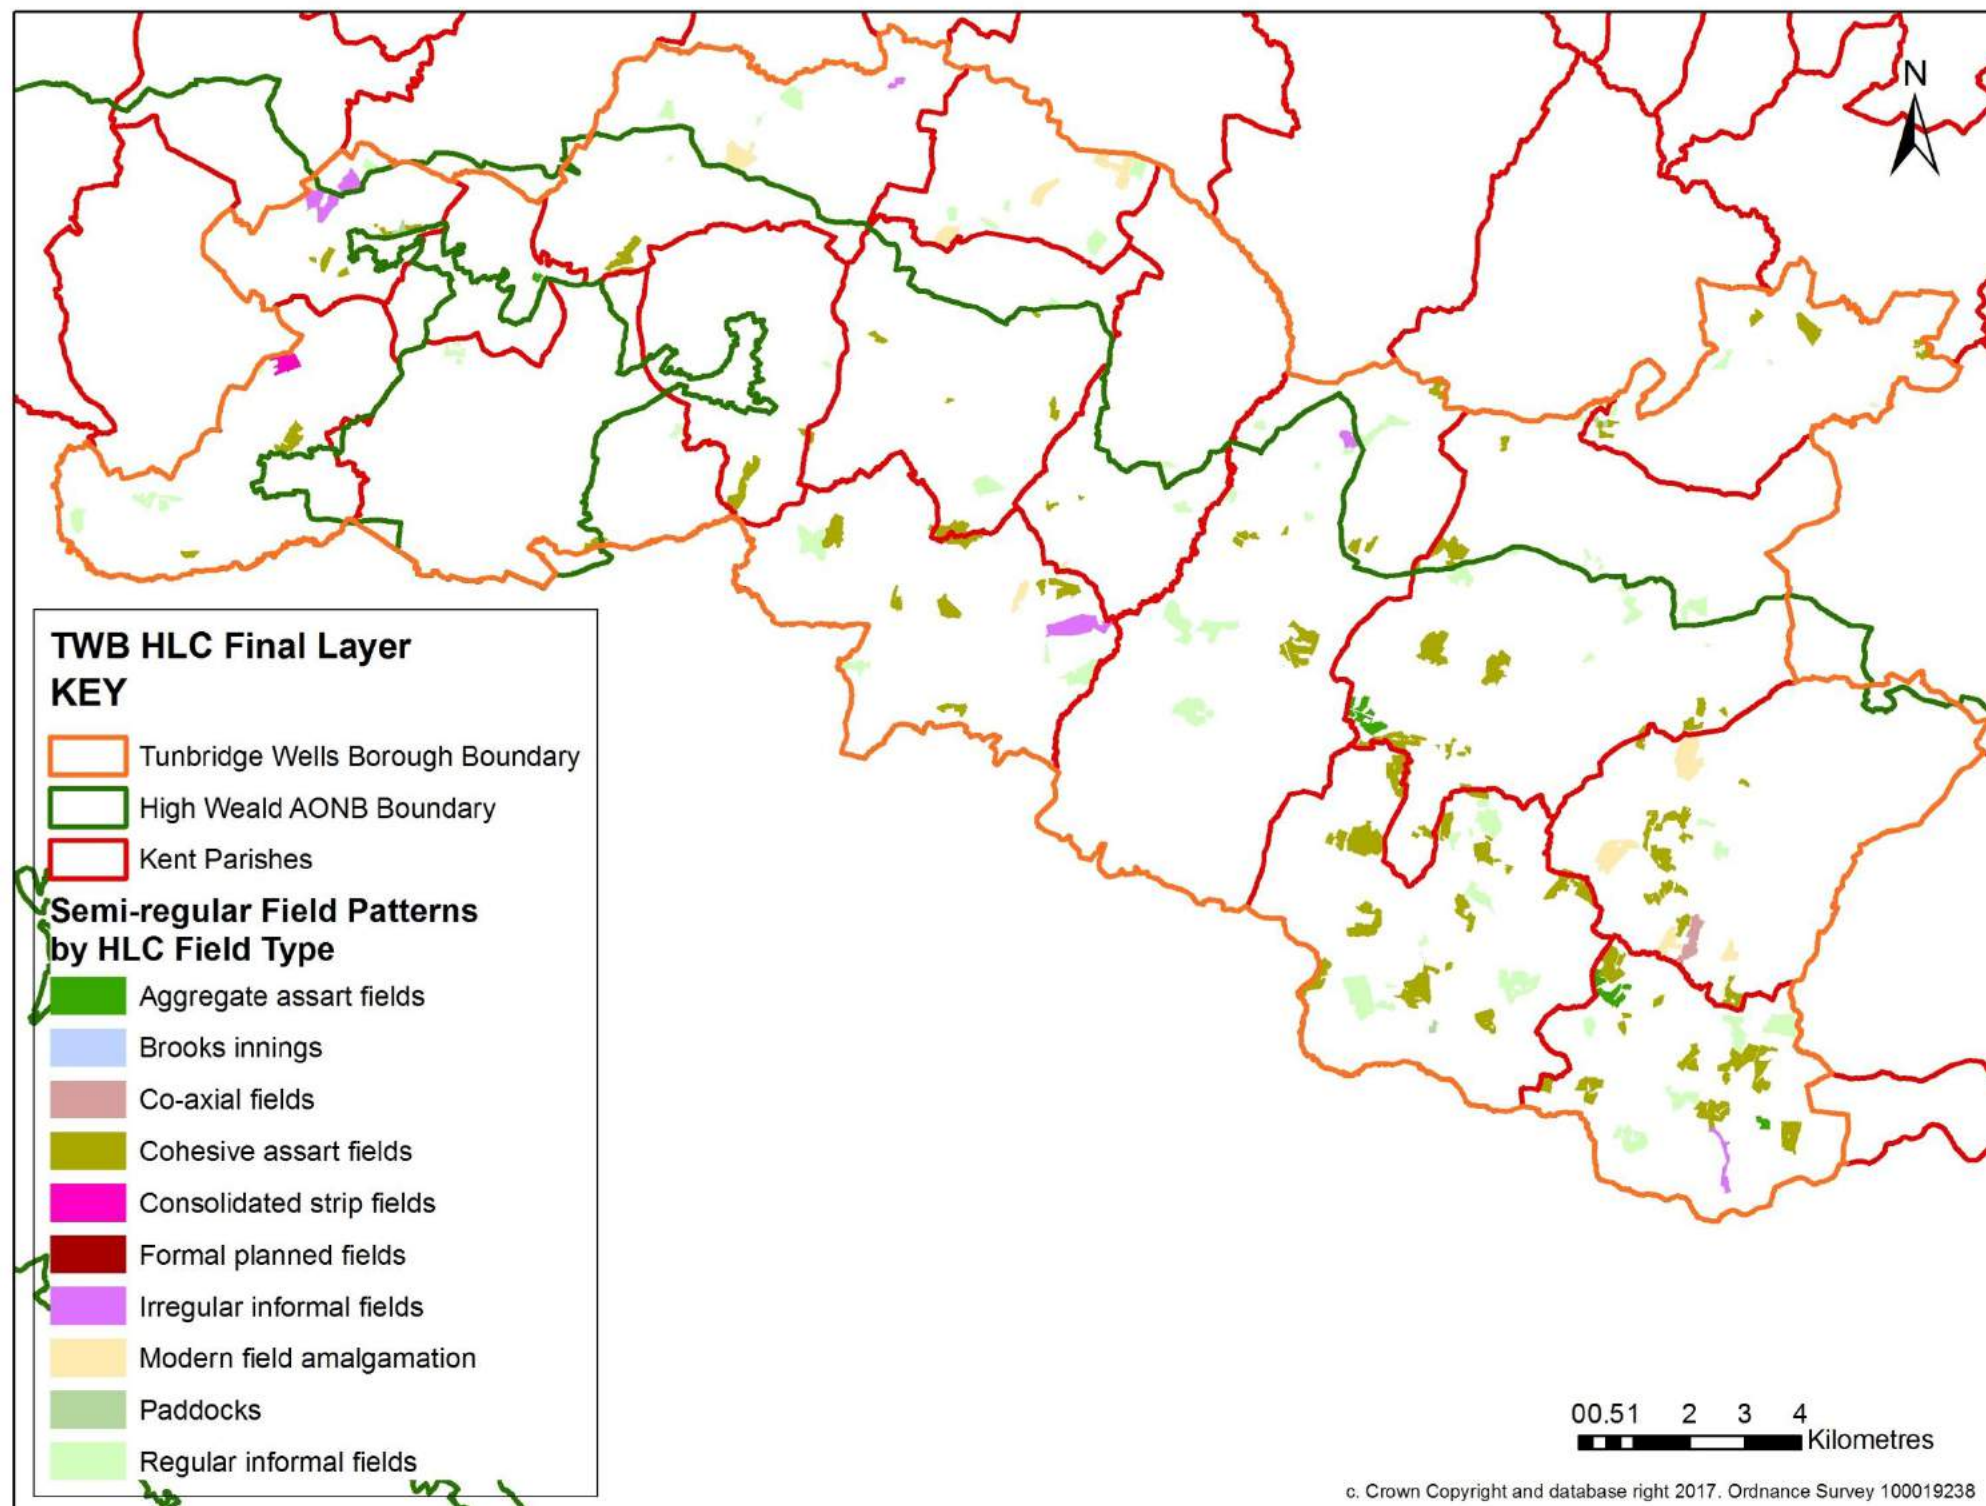 N
TWB HLC Final Layer
KEY
Tunbridge Wells Borough Boundary
High Weald AONB Boundary
Kent Parishes
Semi-regular Field Patterns
by HLC Field Type
Aggregate assart fields
Brooks innings
Co-axial fields
Cohesive assart fields
Consolidated strip fields
Formal planned fields
Irregular informal fields
Modern field amalgamation
Paddocks
Regular informal fields
00.51 2 3 4
Kilometres
c. Crown Copyright and database right 2017. Ordnance Survey 100019238